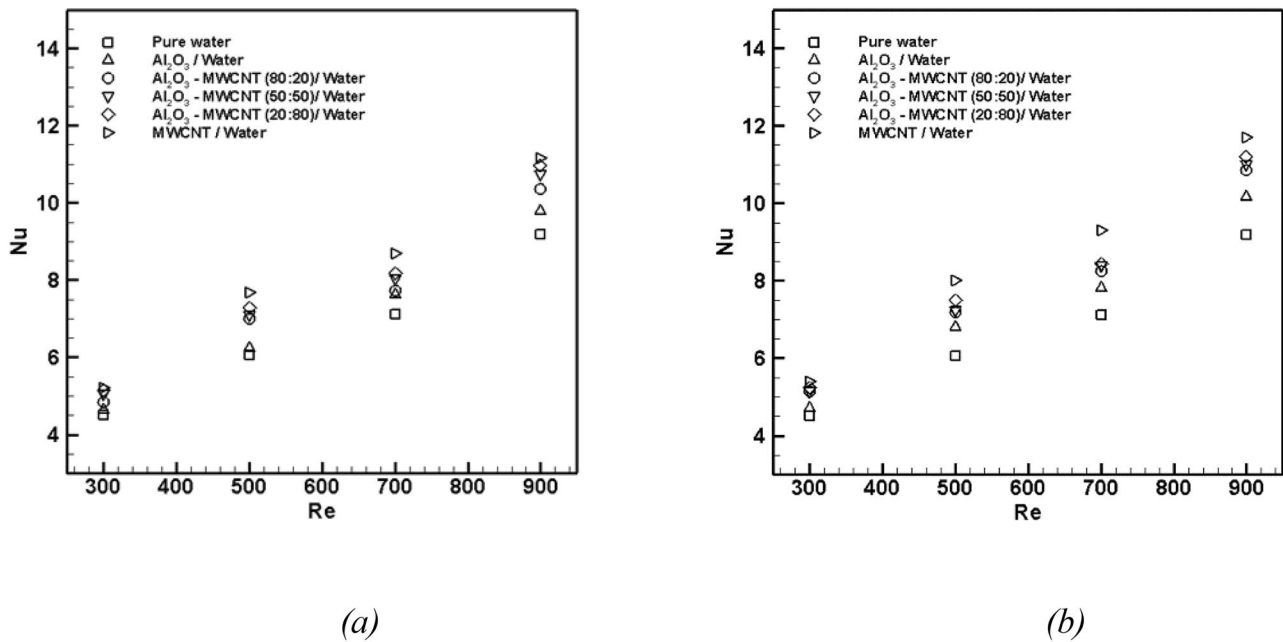 14
12
10
8
6
4
Nu
Pure water
Al₂O₃ / Water
Al₂O₃ - MWCNT (80:20)/ Water
Al₂O₃ - MWCNT (50:50)/ Water
Al₂O₃ - MWCNT (20:80)/ Water
MWCNT / Water
300 400 500 600 700 800 900
Re
(a)
14
12
10
8
6
4
Nu
Pure water
Al₂O₃ / Water
Al₂O₃ - MWCNT (80:20)/ Water
Al₂O₃ - MWCNT (50:50)/ Water
Al₂O₃ - MWCNT (20:80)/ Water
MWCNT / Water
300 400 500 600 700 800 900
Re
(b)